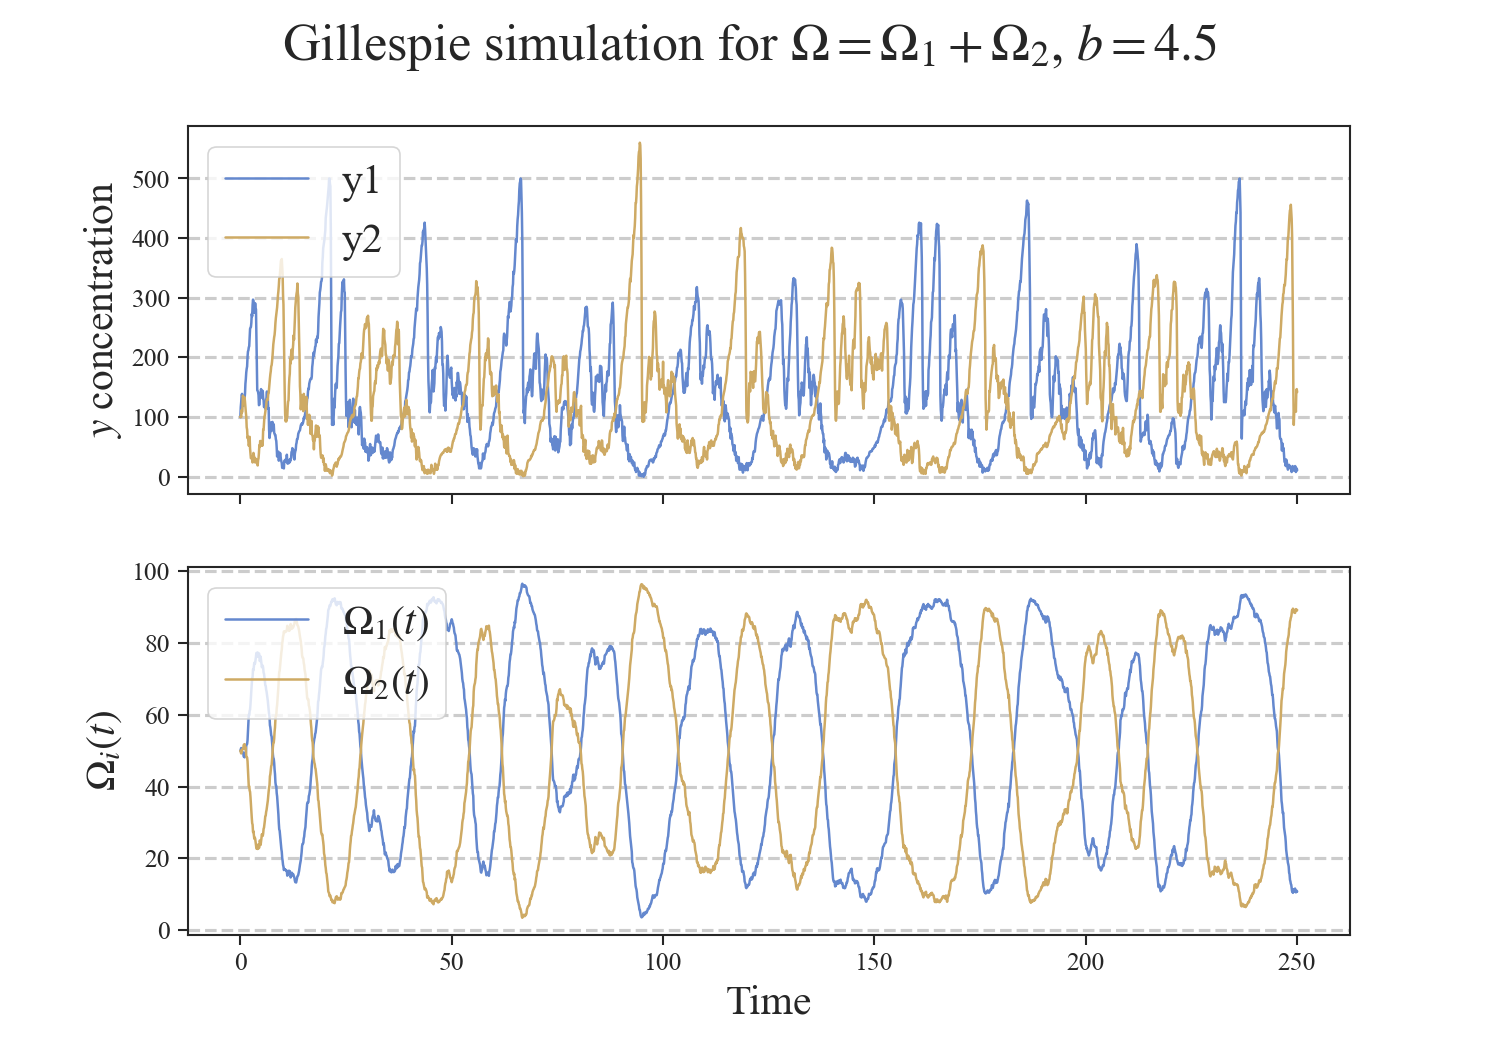 Gillespie simulation for Ω = Ω₁ + Ω₂, b = 4.5
y concentration
500
400
300
200
100
0
y1
y2
Ωᵢ(t)
100
80
60
40
20
0
Ω₁(t)
Ω₂(t)
0 50 100 150 200 250
Time